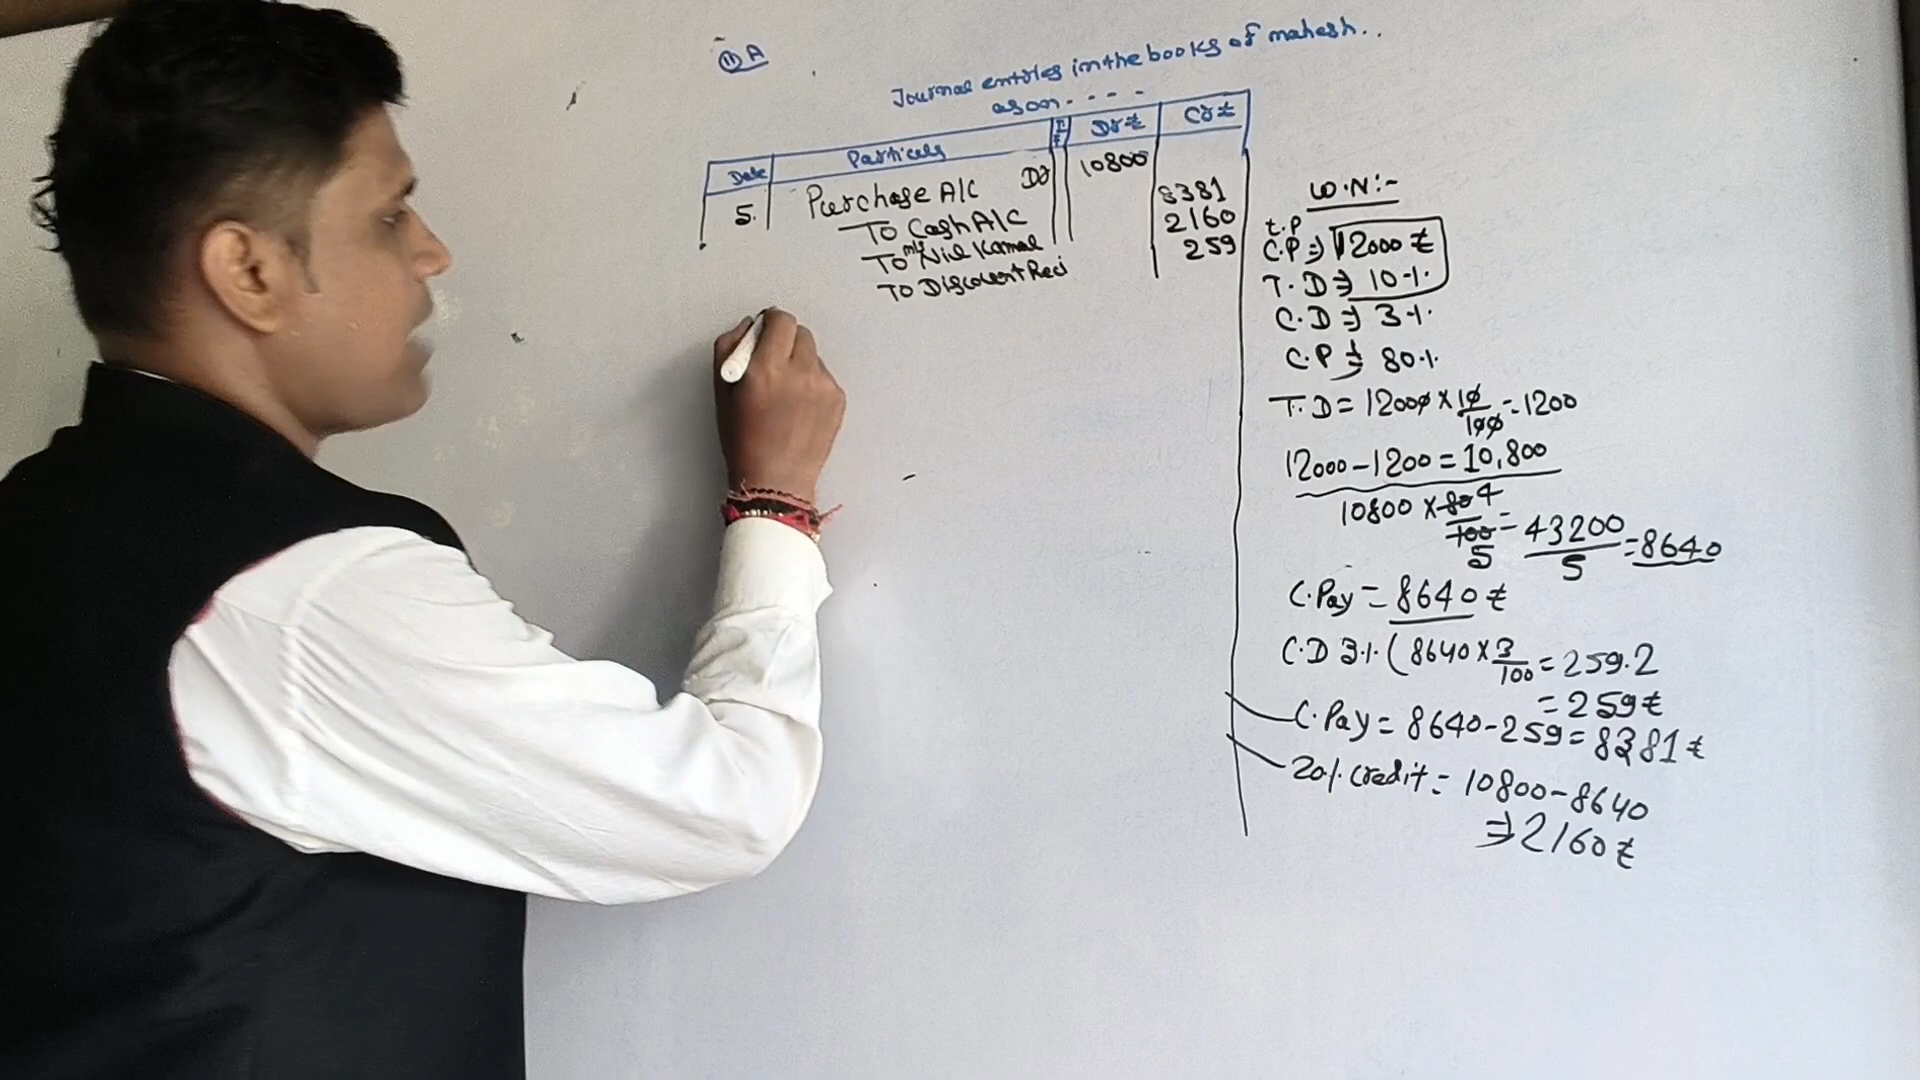 11 A
Journal entries in the books of mahesh..
as on - - - -
Date Particuls L.F Dr ₹ Cr ₹
5. Purchase A/C Dr 10800
To Cash A/C 8381
To m/s Nil Kamal 2160
To Discount Reci 259
W.N:-
C.P ⇒ 12000 ₹
T.D ⇒ 10%.
C.D ⇒ 3%.
C.P ⇒ 80%.
T.D = 12000 × 10/100 = 1200
12000 - 1200 = 10,800
10800 × 80 4/100 5 = 43200/5 = 8640
C.Pay = 8640 ₹
C.D 3%. ( 8640 × 3/100 = 259.2
= 259 ₹
C.Pay = 8640 - 259 = 8381 ₹
20%. credit = 10800 - 8640
⇒ 2160 ₹